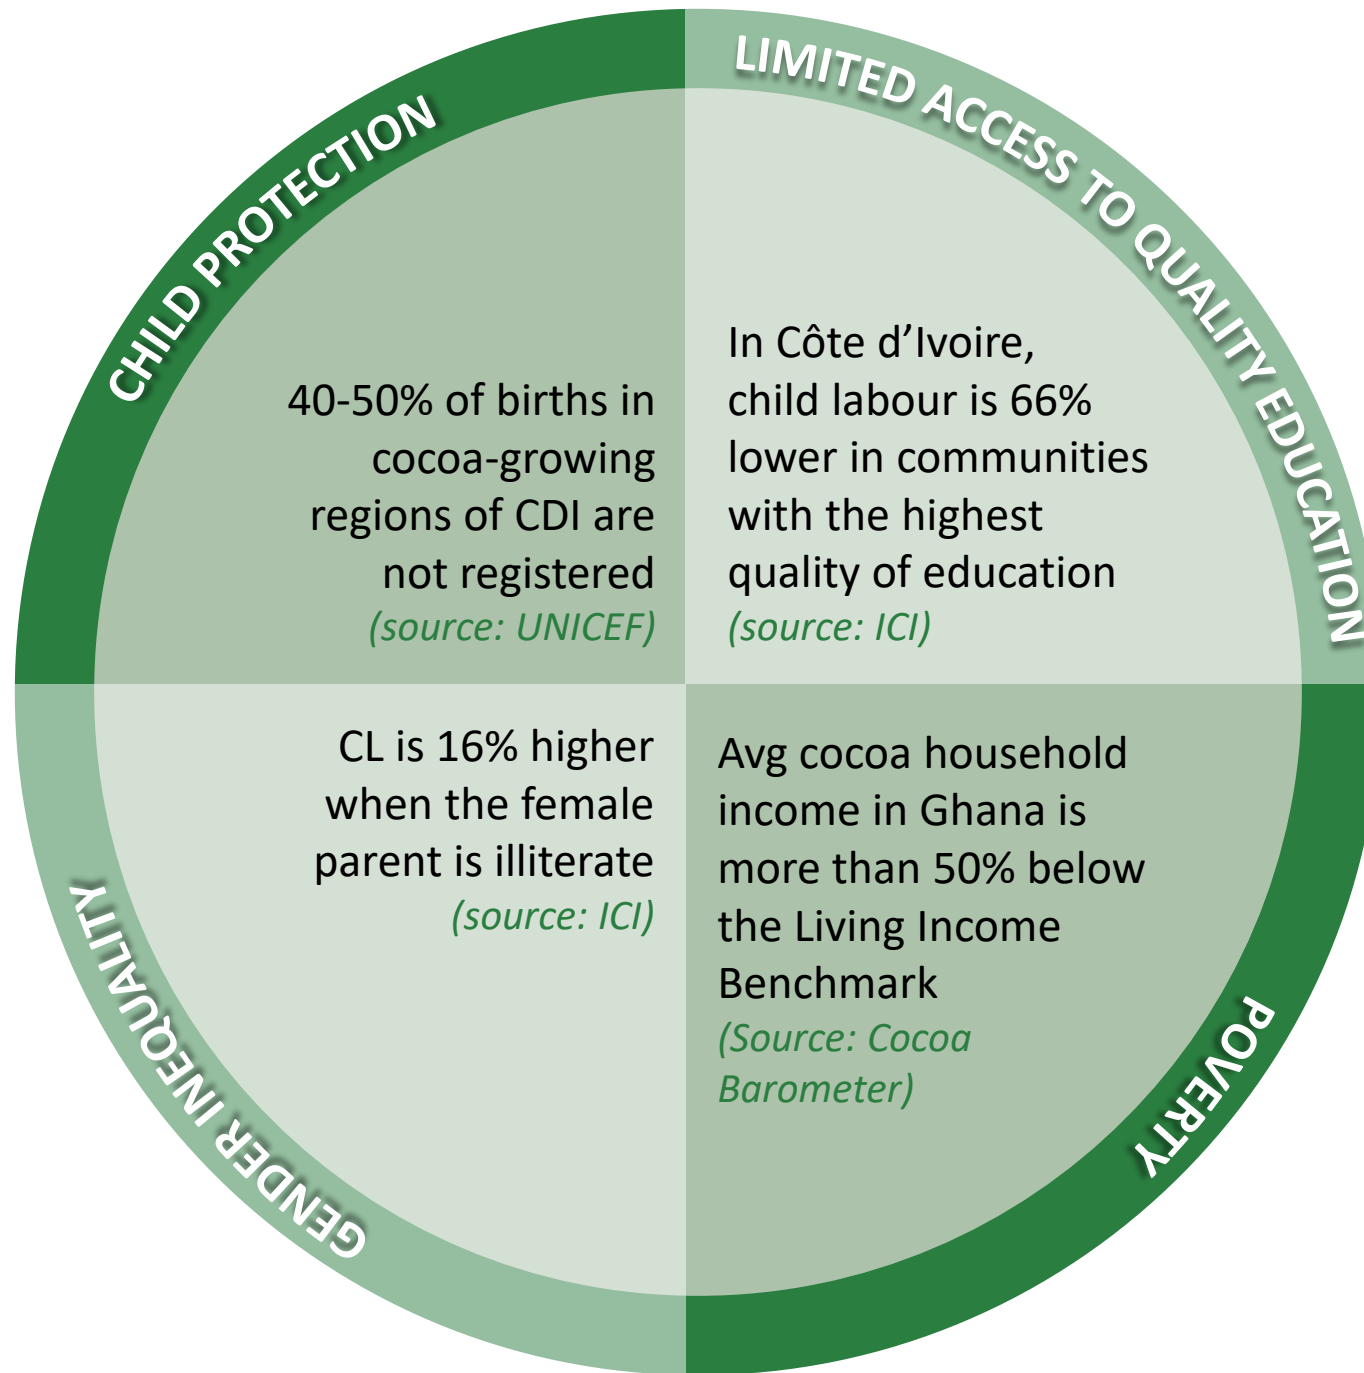 CHILD PROTECTION
40-50% of births in
cocoa-growing
regions of CDI are
not registered
(source: UNICEF)
LIMITED ACCESS TO QUALITY EDUCATION
In Côte d’Ivoire,
child labour is 66%
lower in communities
with the highest
quality of education
(source: ICI)
GENDER INEQUALITY
CL is 16% higher
when the female
parent is illiterate
(source: ICI)
POVERTY
Avg cocoa household
income in Ghana is
more than 50% below
the Living Income
Benchmark
(Source: Cocoa
Barometer)